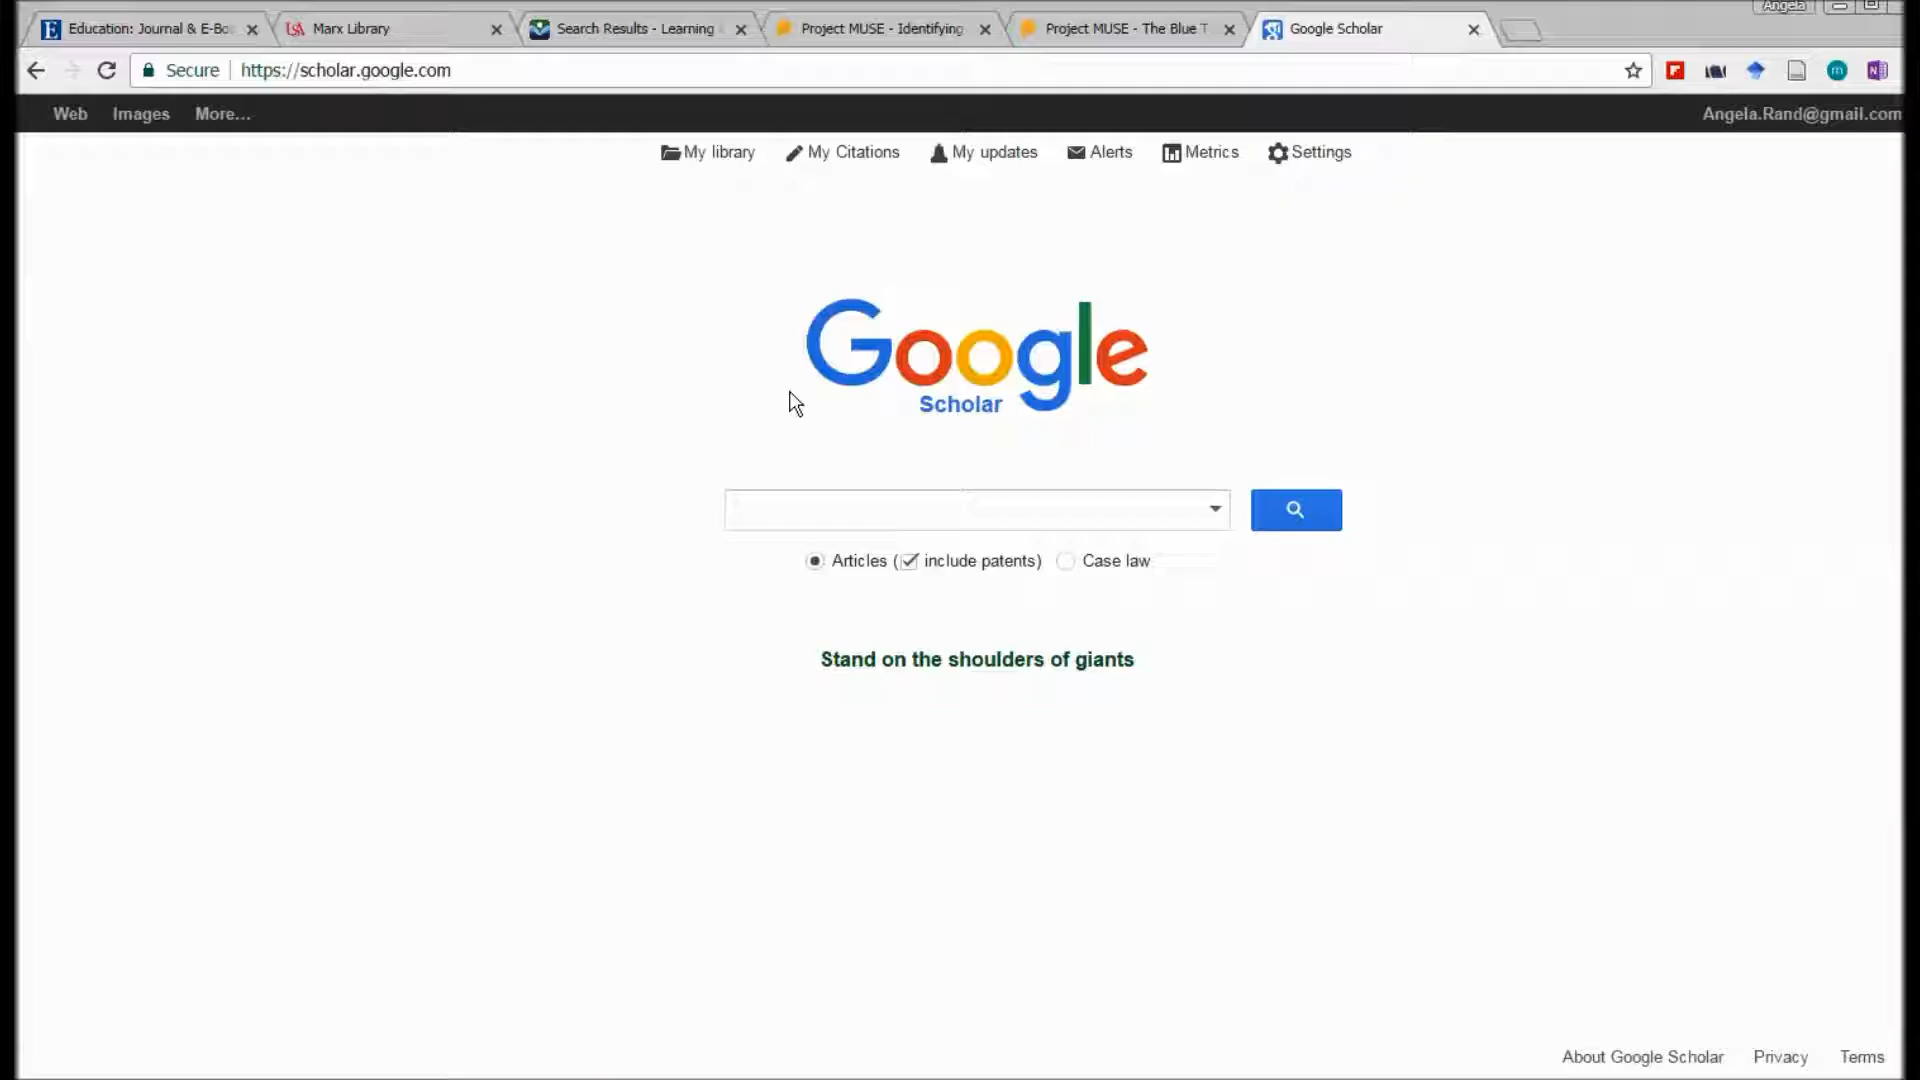 Angela
Education: Journal & E-Bo
Marx Library
Search Results - Learning
Project MUSE - Identifying
Project MUSE - The Blue T
Google Scholar
Secure
https://scholar.google.com
Web
Images
More...
Angela.Rand@gmail.com
My library
My Citations
My updates
Alerts
Metrics
Settings
Google
Scholar
Articles (include patents)
Case law
Stand on the shoulders of giants
About Google Scholar
Privacy
Terms